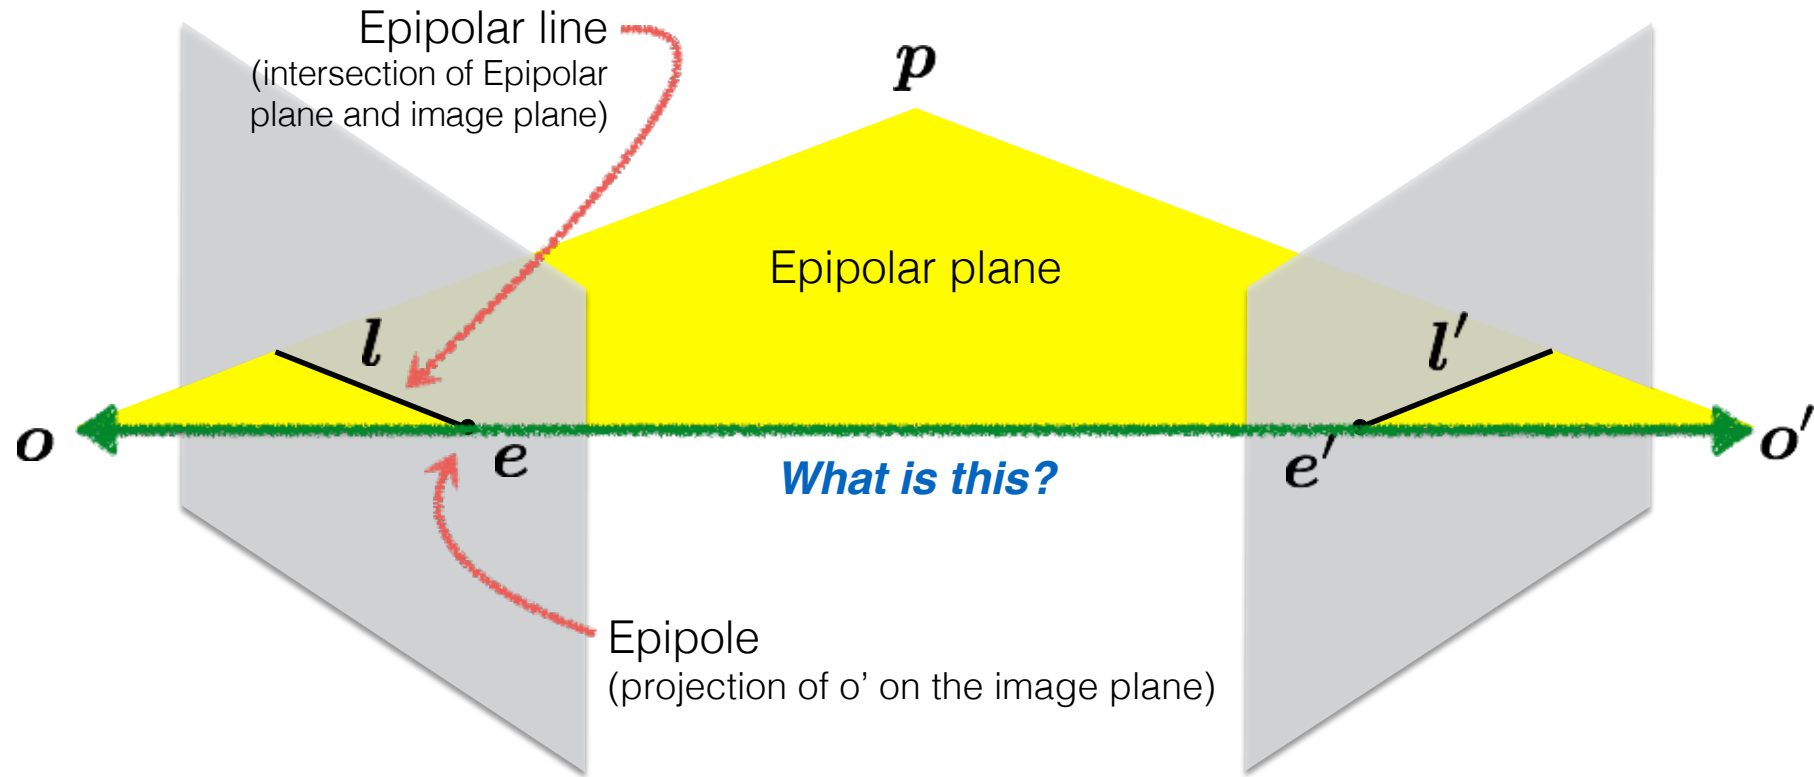 Epipolar line
(intersection of Epipolar
plane and image plane)
p
Epipolar plane
l
l′
o
e
What is this?
e′
o′
Epipole
(projection of o’ on the image plane)